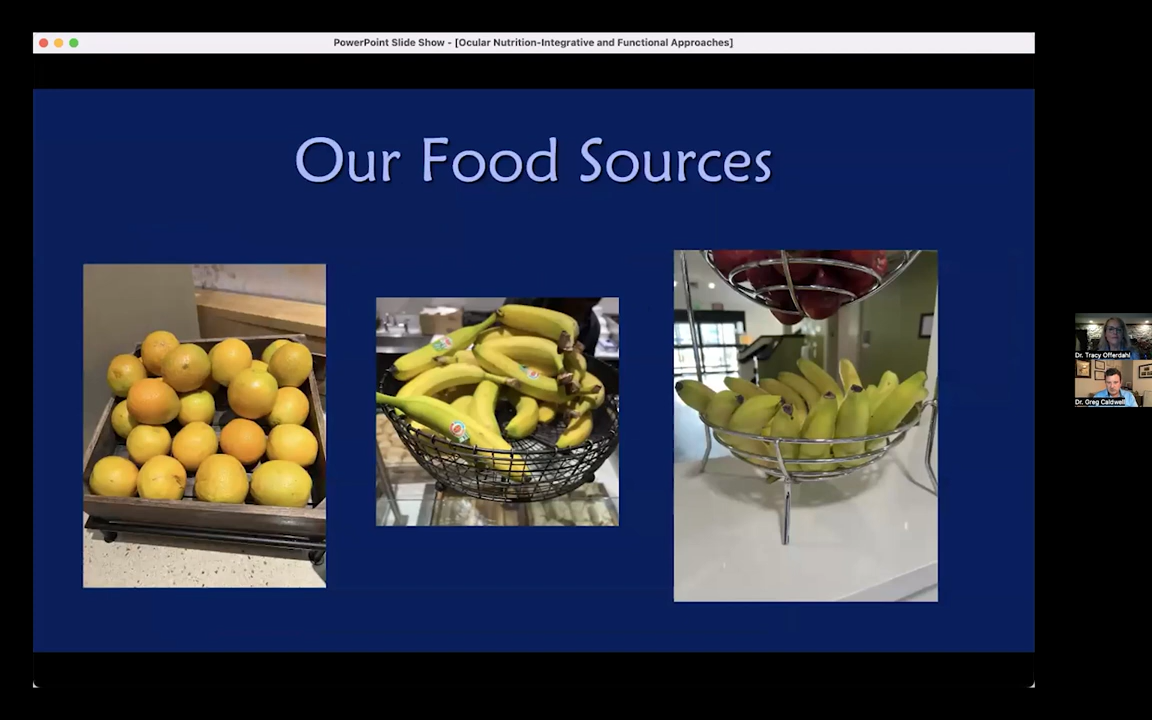 PowerPoint Slide Show - [Ocular Nutrition-Integrative and Functional Approaches]
Our Food Sources
Dr. Tracy Offerdahl
Dr. Greg Caldwell